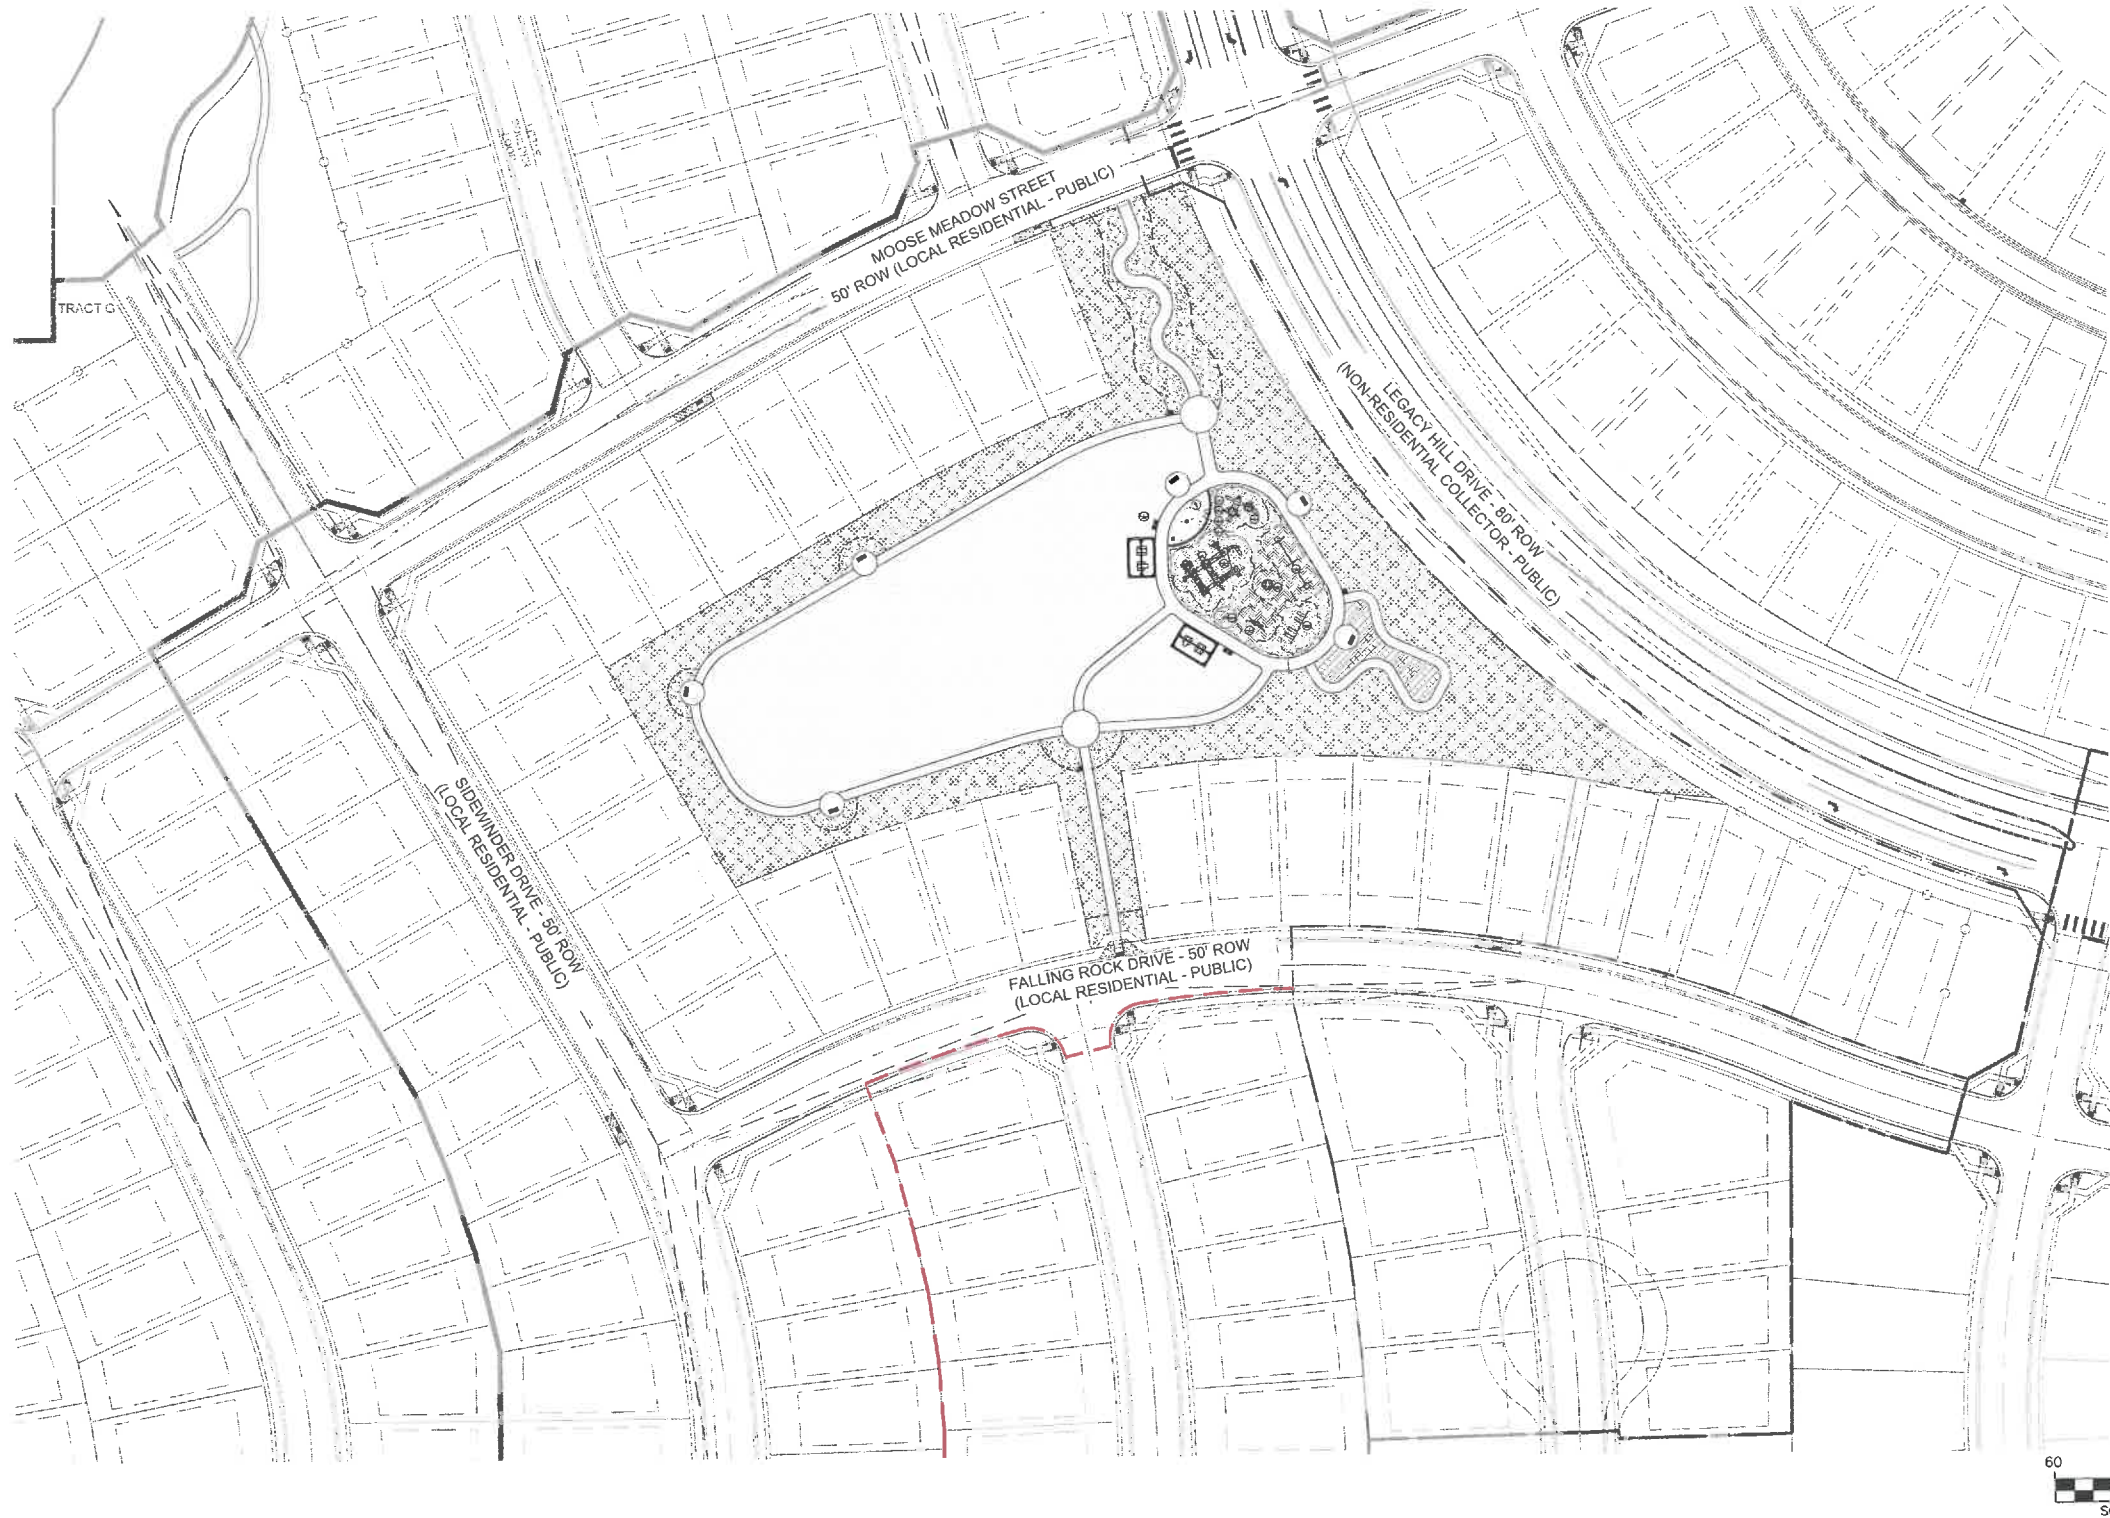 MOOSE MEADOW STREET
50' ROW (LOCAL RESIDENTIAL - PUBLIC)
TRACT G
LEGACY HILL DRIVE - 80' ROW
(NON-RESIDENTIAL COLLECTOR - PUBLIC)
SIDEWINDER DRIVE - 50' ROW
(LOCAL RESIDENTIAL - PUBLIC)
FALLING ROCK DRIVE - 50' ROW
(LOCAL RESIDENTIAL - PUBLIC)
60